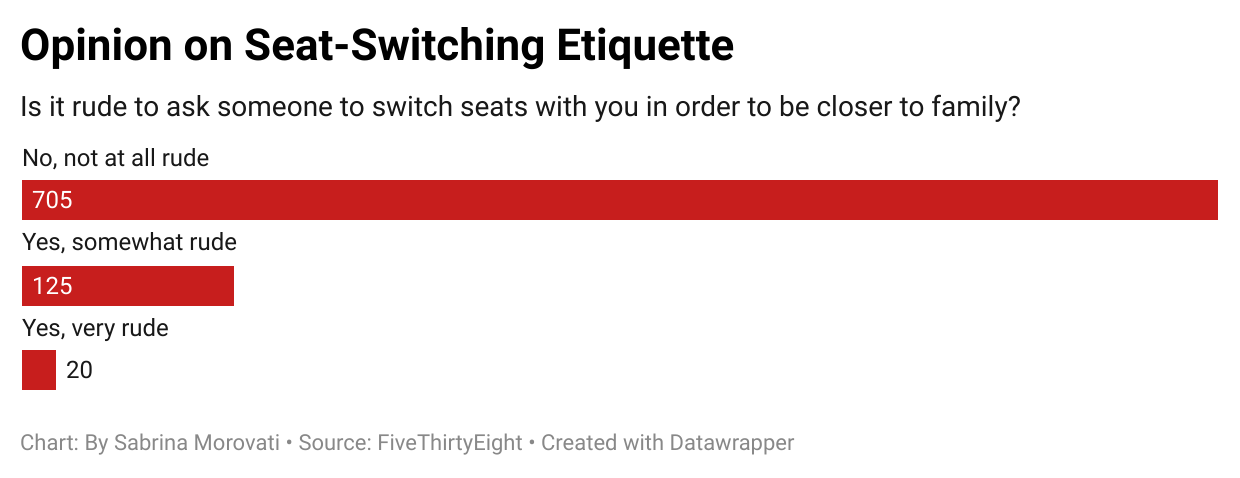 Opinion on Seat-Switching Etiquette
Is it rude to ask someone to switch seats with you in order to be closer to family?
No, not at all rude
705
Yes, somewhat rude
125
Yes, very rude
20
Chart: By Sabrina Morovati • Source: FiveThirtyEight • Created with Datawrapper